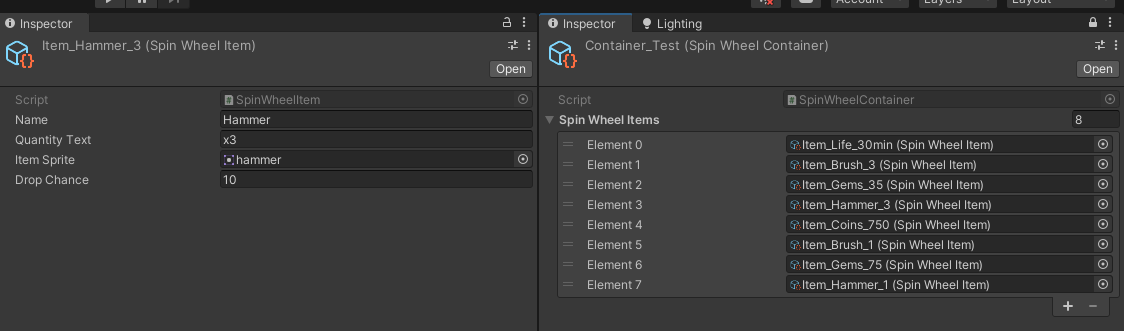 Account
Layers
Layout
Inspector
Item_Hammer_3 (Spin Wheel Item)
Open
Script
SpinWheelItem
Name
Hammer
Quantity Text
x3
Item Sprite
hammer
Drop Chance
10
Inspector
Lighting
Container_Test (Spin Wheel Container)
Open
Script
SpinWheelContainer
Spin Wheel Items
8
Element 0
Item_Life_30min (Spin Wheel Item)
Element 1
Item_Brush_3 (Spin Wheel Item)
Element 2
Item_Gems_35 (Spin Wheel Item)
Element 3
Item_Hammer_3 (Spin Wheel Item)
Element 4
Item_Coins_750 (Spin Wheel Item)
Element 5
Item_Brush_1 (Spin Wheel Item)
Element 6
Item_Gems_75 (Spin Wheel Item)
Element 7
Item_Hammer_1 (Spin Wheel Item)